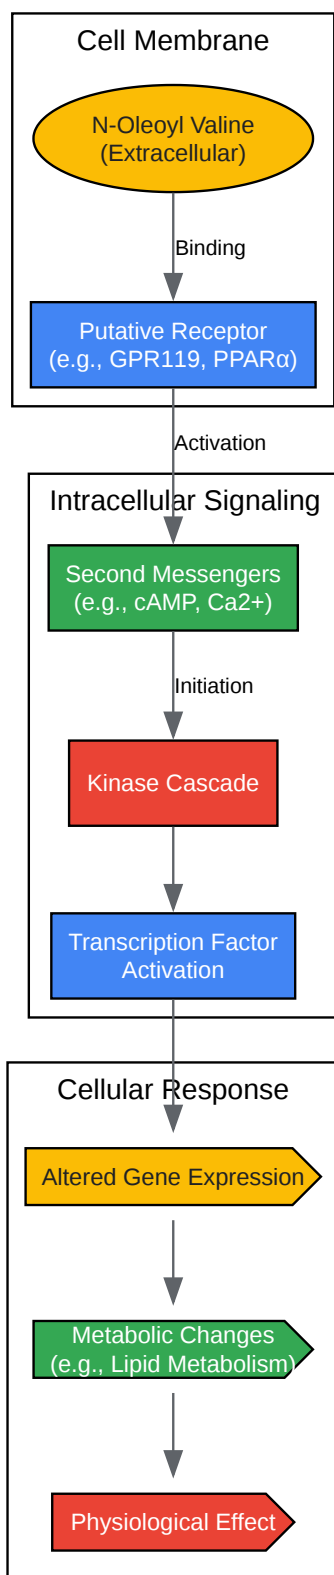 Cell Membrane
N-Oleoyl Valine
(Extracellular)
Binding
Putative Receptor
(e.g., GPR119, PPARα)
Activation
Intracellular Signaling
Second Messengers
(e.g., cAMP, Ca2+)
Initiation
Kinase Cascade
Transcription Factor
Activation
Cellular Response
Altered Gene Expression
Metabolic Changes
(e.g., Lipid Metabolism)
Physiological Effect